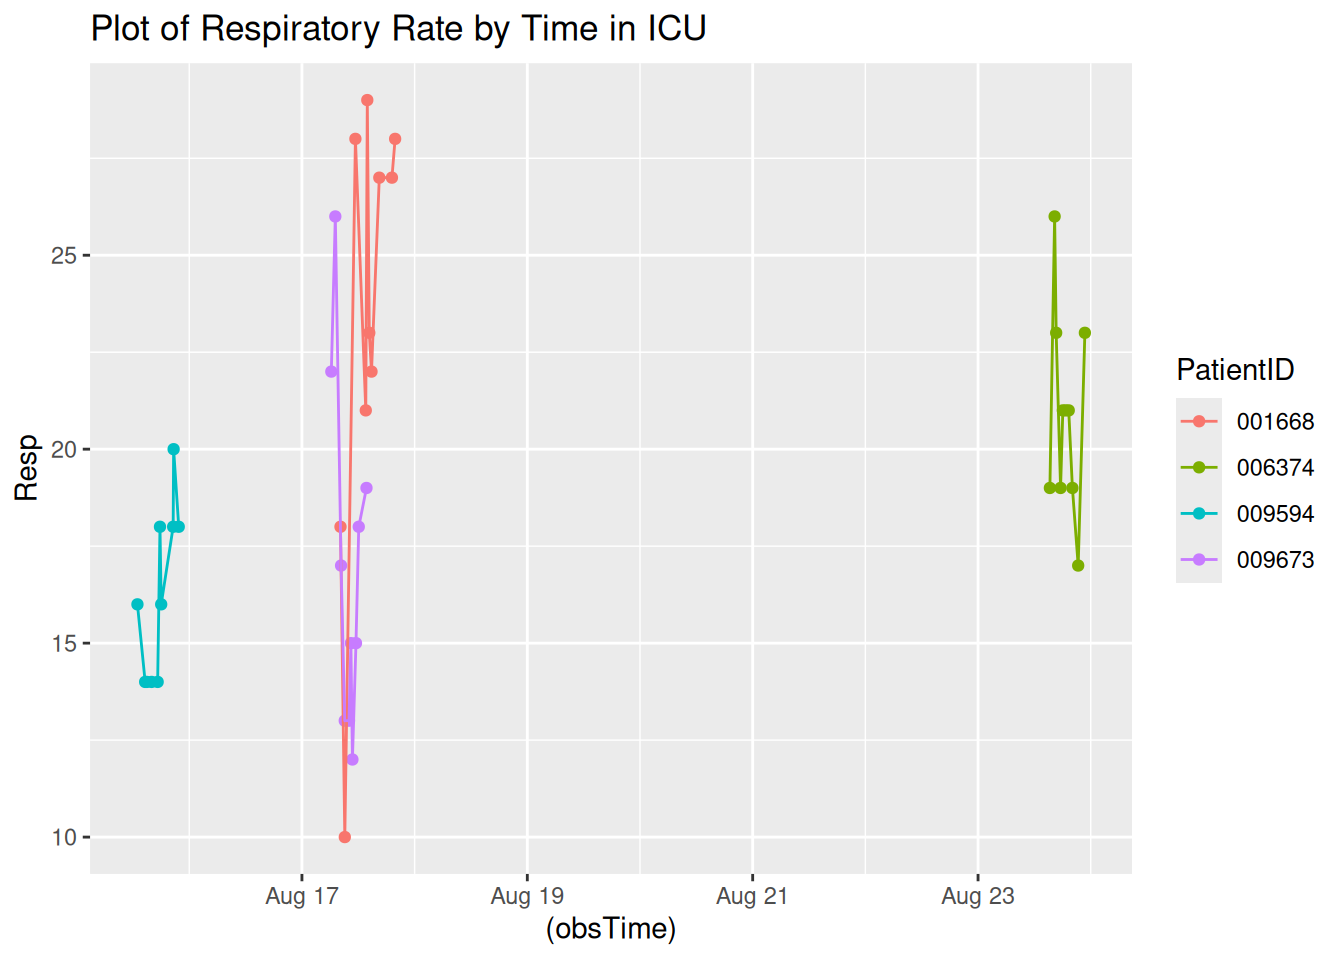 Plot of Respiratory Rate by Time in ICU
Resp
25
20
15
10
Aug 17
Aug 19
Aug 21
Aug 23
(obsTime)
PatientID
001668
006374
009594
009673